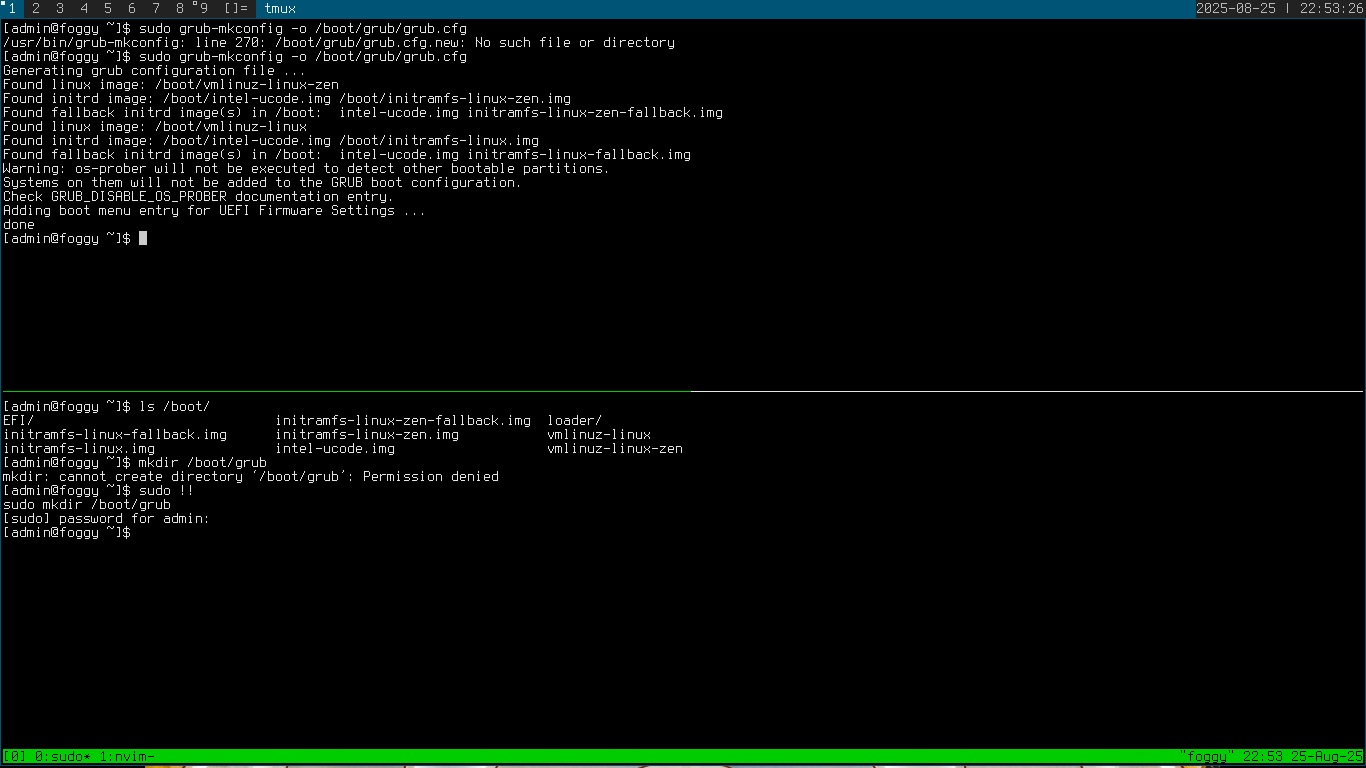 1 2 3 4 5 6 7 8 9 []= tmux 2025-08-25 | 22:53:26
[admin@foggy ~]$ sudo grub-mkconfig -o /boot/grub/grub.cfg
/usr/bin/grub-mkconfig: line 270: /boot/grub/grub.cfg.new: No such file or directory
[admin@foggy ~]$ sudo grub-mkconfig -o /boot/grub/grub.cfg
Generating grub configuration file ...
Found linux image: /boot/vmlinuz-linux-zen
Found initrd image: /boot/intel-ucode.img /boot/initramfs-linux-zen.img
Found fallback initrd image(s) in /boot:  intel-ucode.img initramfs-linux-zen-fallback.img
Found linux image: /boot/vmlinuz-linux
Found initrd image: /boot/intel-ucode.img /boot/initramfs-linux.img
Found fallback initrd image(s) in /boot:  intel-ucode.img initramfs-linux-fallback.img
Warning: os-prober will not be executed to detect other bootable partitions.
Systems on them will not be added to the GRUB boot configuration.
Check GRUB_DISABLE_OS_PROBER documentation entry.
Adding boot menu entry for UEFI Firmware Settings ...
done
[admin@foggy ~]$
[admin@foggy ~]$ ls /boot/
EFI/                              initramfs-linux-zen-fallback.img  loader/
initramfs-linux-fallback.img      initramfs-linux-zen.img           vmlinuz-linux
initramfs-linux.img               intel-ucode.img                   vmlinuz-linux-zen
[admin@foggy ~]$ mkdir /boot/grub
mkdir: cannot create directory ‘/boot/grub’: Permission denied
[admin@foggy ~]$ sudo !!
sudo mkdir /boot/grub
[sudo] password for admin:
[admin@foggy ~]$
[0] 0:sudo* 1:nvim- "foggy" 22:53 25-Aug-25